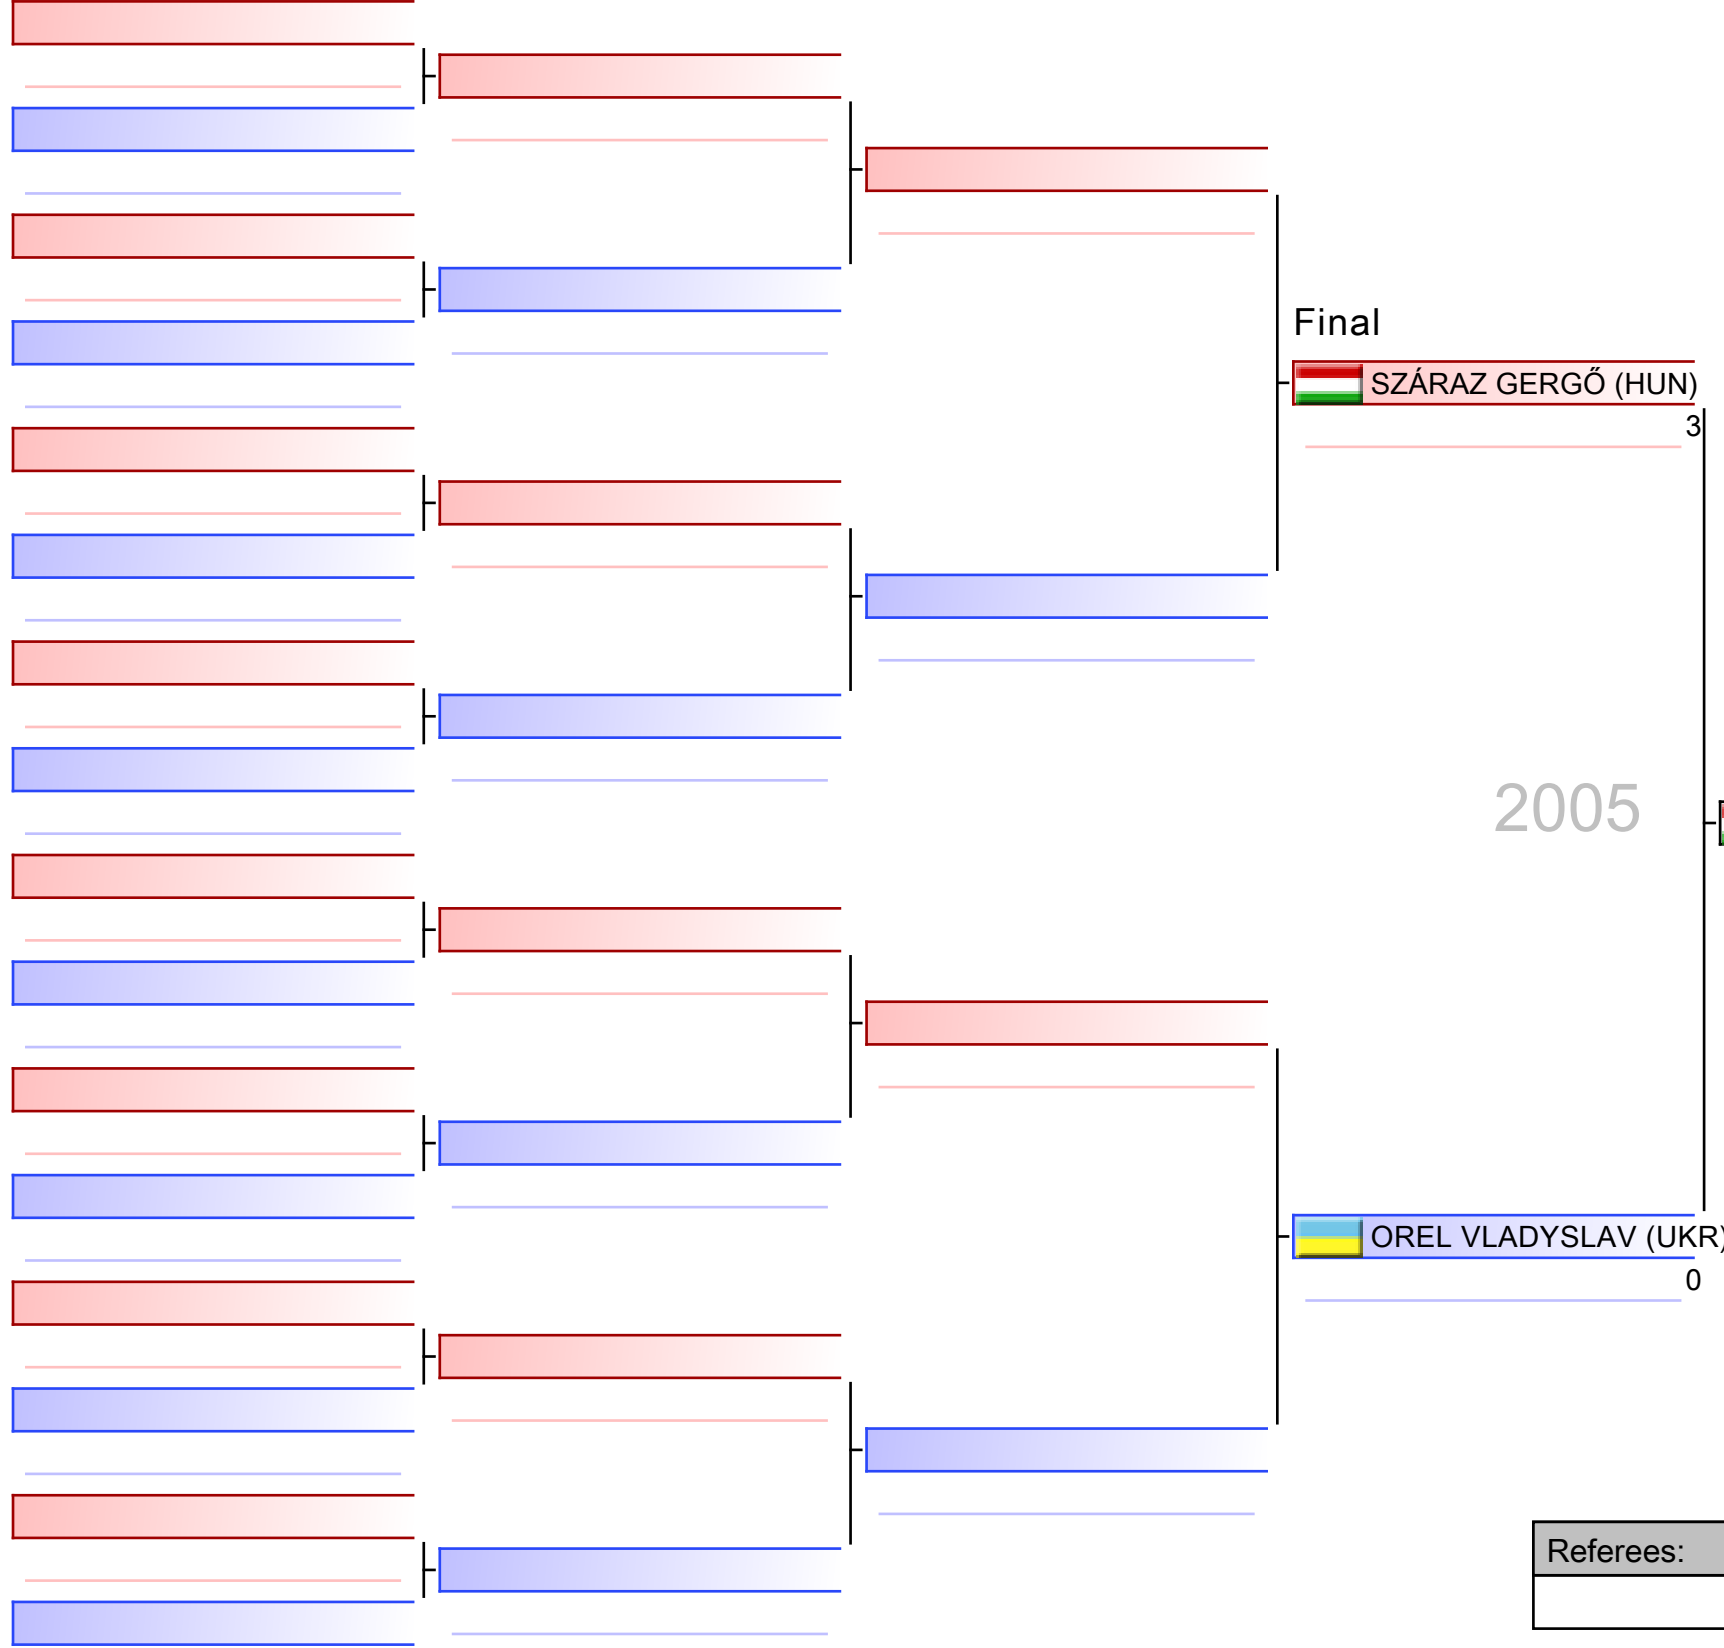 Final
SZÁRAZ GERGŐ (HUN)
3
2005
OREL VLADYSLAV (UKR)
0
Referees: